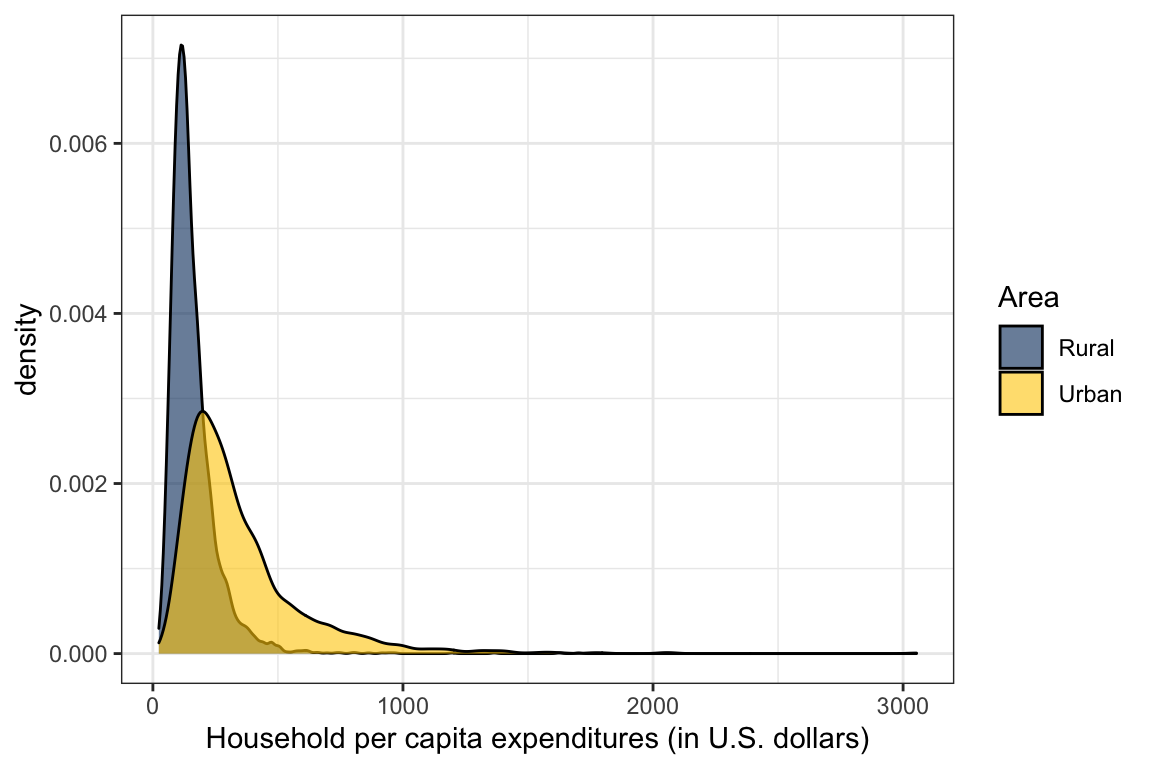 0.006
0.004
0.002
0.000
density
0
1000
2000
3000
Household per capita expenditures (in U.S. dollars)
Area
Rural
Urban